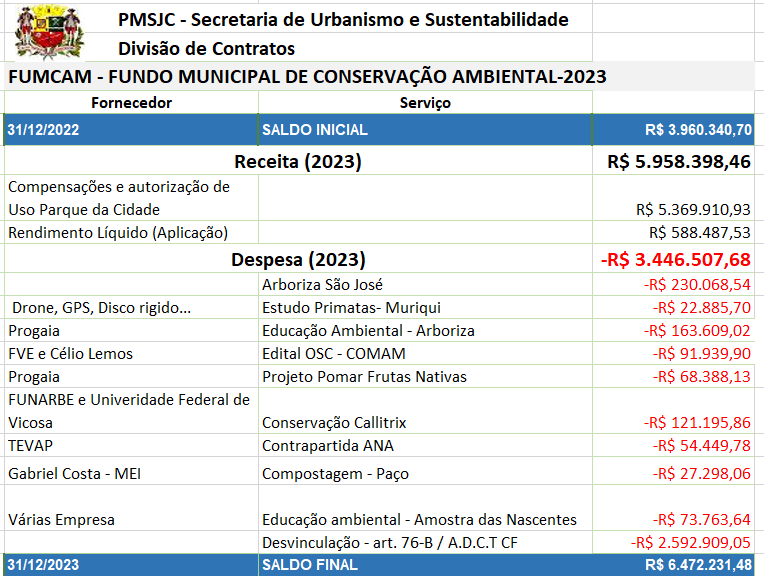 PMSJC - Secretaria de Urbanismo e Sustentabilidade
Divisão de Contratos
FUMCAM - FUNDO MUNICIPAL DE CONSERVAÇÃO AMBIENTAL-2023
Fornecedor Serviço
31/12/2022 SALDO INICIAL R$ 3.960.340,70
Receita (2023) R$ 5.958.398,46
Compensações e autorização de
Uso Parque da Cidade R$ 5.369.910,93
Rendimento Líquido (Aplicação) R$ 588.487,53
Despesa (2023) -R$ 3.446.507,68
Arboriza São José -R$ 230.068,54
Drone, GPS, Disco rigido... Estudo Primatas- Muriqui -R$ 22.885,70
Progaia Educação Ambiental - Arboriza -R$ 163.609,02
FVE e Célio Lemos Edital OSC - COMAM -R$ 91.939,90
Progaia Projeto Pomar Frutas Nativas -R$ 68.388,13
FUNARBE e Univeridade Federal de
Vicosa Conservação Callitrix -R$ 121.195,86
TEVAP Contrapartida ANA -R$ 54.449,78
Gabriel Costa - MEI Compostagem - Paço -R$ 27.298,06
Várias Empresa Educação ambiental - Amostra das Nascentes -R$ 73.763,64
Desvinculação - art. 76-B / A.D.C.T CF -R$ 2.592.909,05
31/12/2023 SALDO FINAL R$ 6.472.231,48